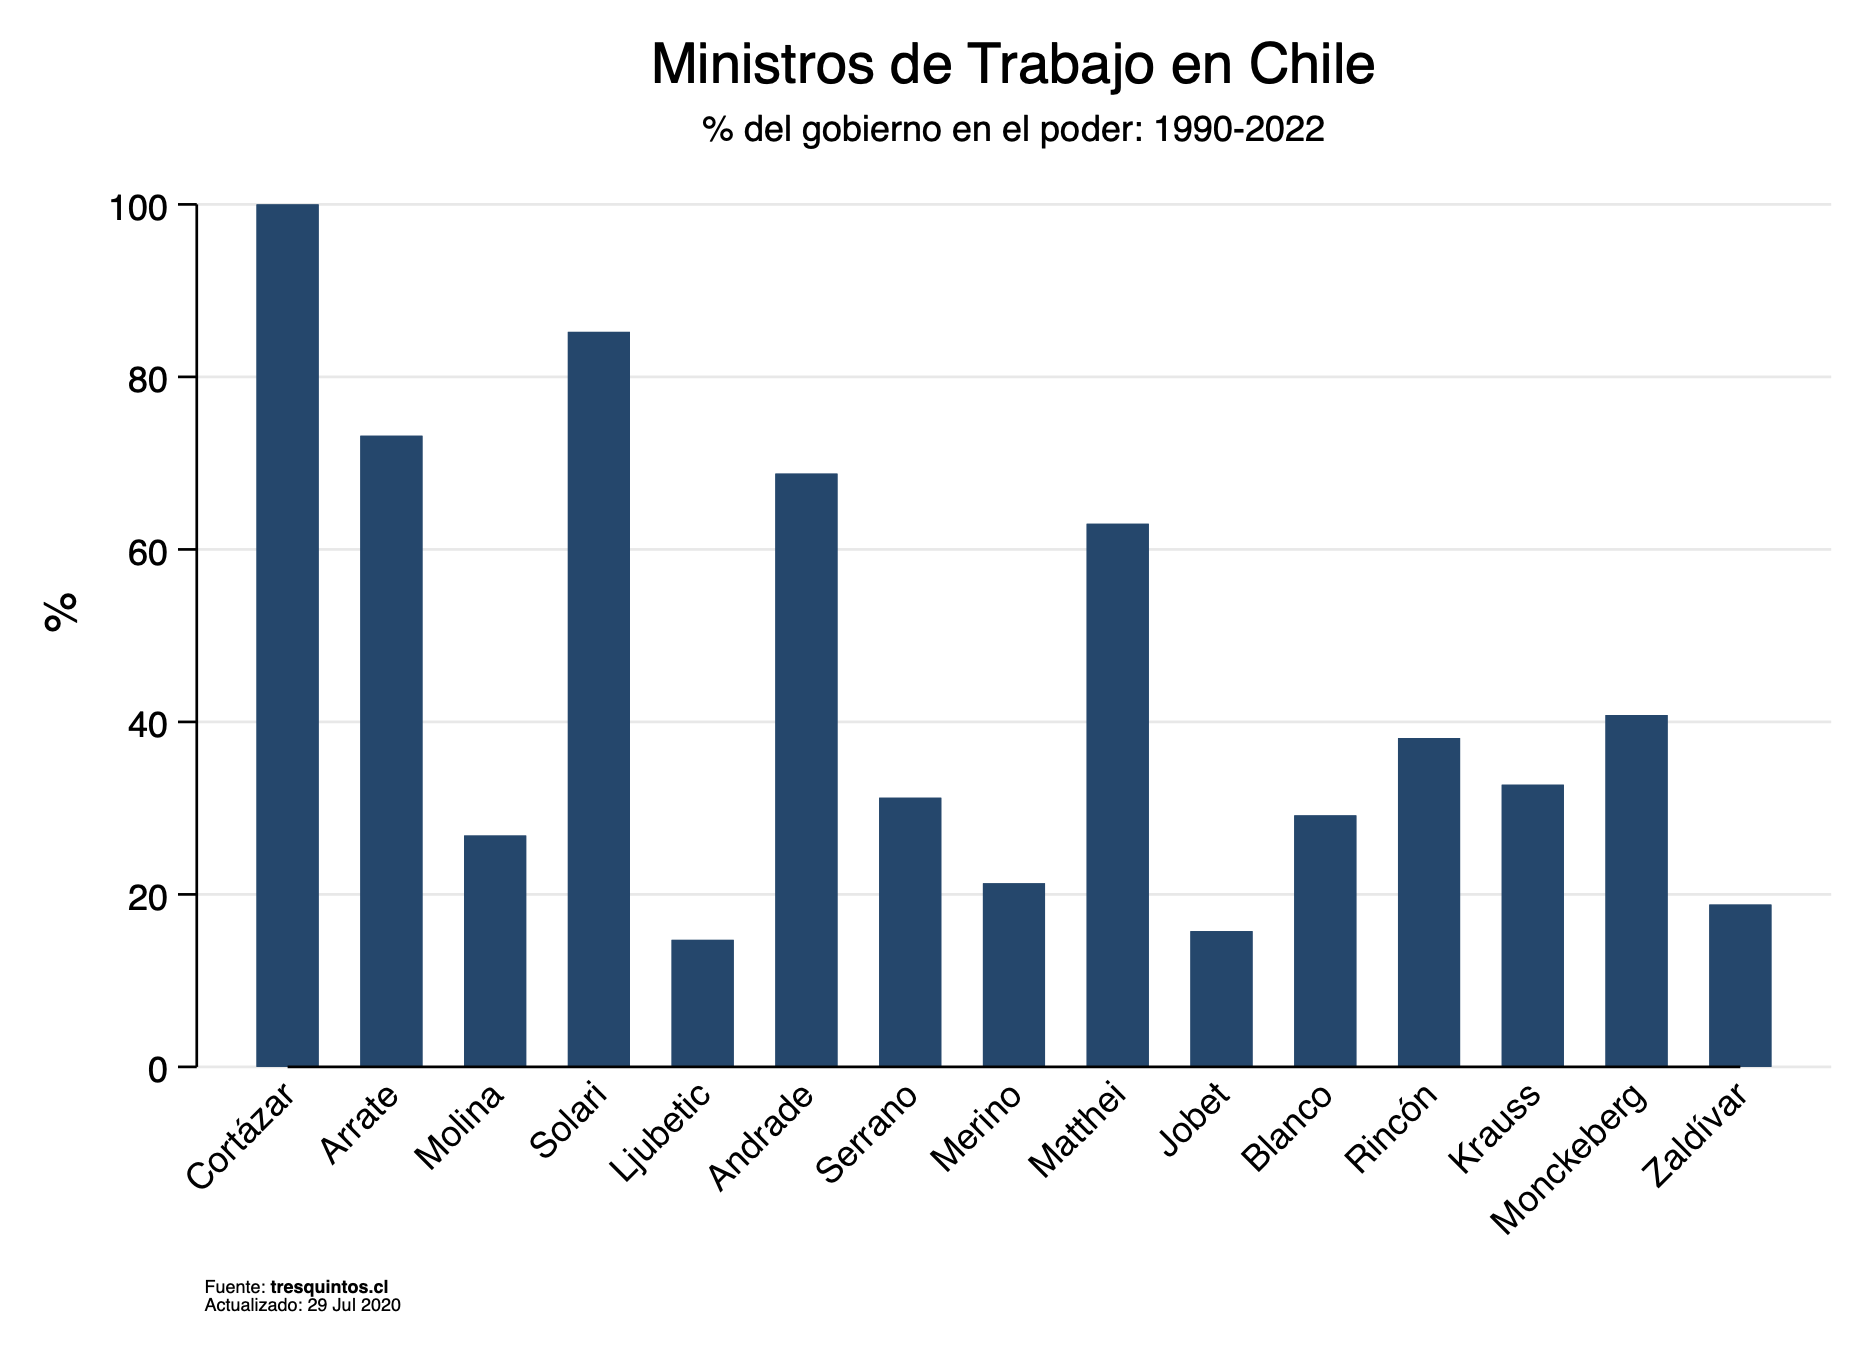 Ministros de Trabajo en Chile
% del gobierno en el poder: 1990-2022
100
80
60
40
20
0
%
Cortázar
Arrate
Molina
Solari
Ljubetic
Andrade
Serrano
Merino
Matthei
Jobet
Blanco
Rincón
Krauss
Monckeberg
Zaldívar
Fuente: tresquintos.cl
Actualizado: 29 Jul 2020